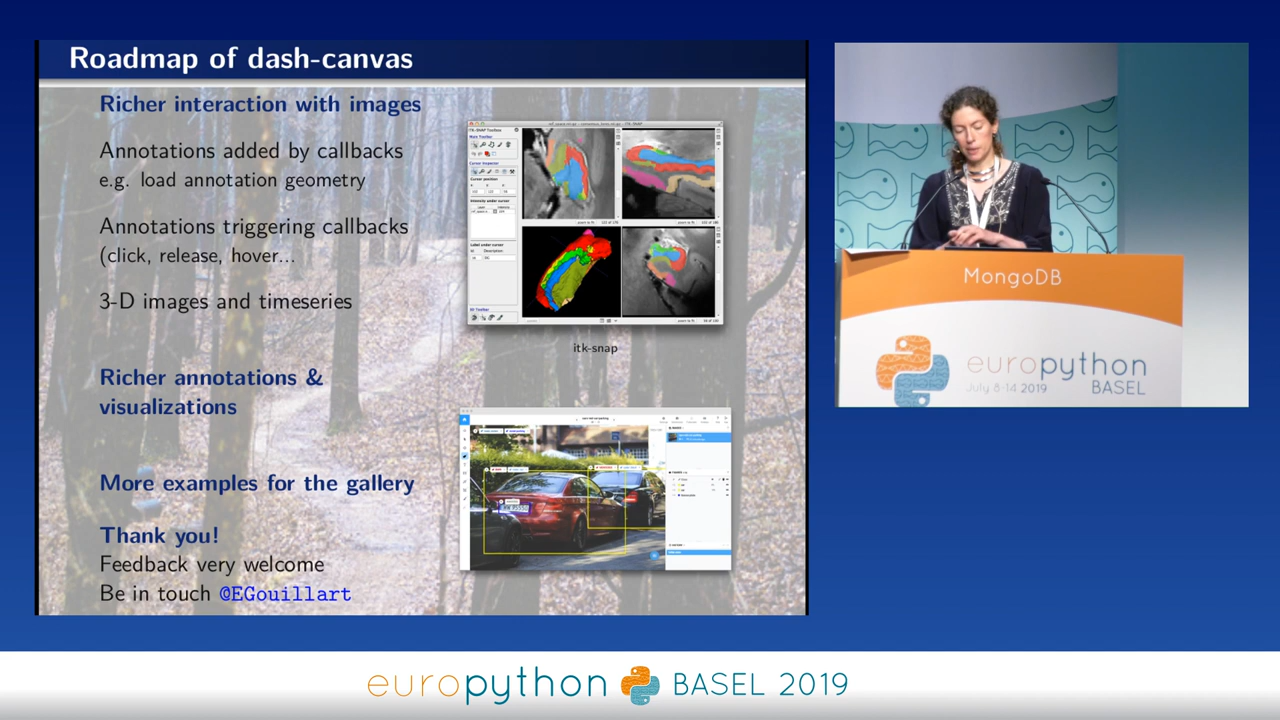 Roadmap of dash-canvas
Richer interaction with images
Annotations added by callbacks
e.g. load annotation geometry
Annotations triggering callbacks
(click, release, hover...
3-D images and timeseries
itk-snap
Richer annotations &
visualizations
More examples for the gallery
Thank you!
Feedback very welcome
Be in touch @EGouillart
MongoDB
europython
July 8-14 2019
BASEL
europython BASEL 2019